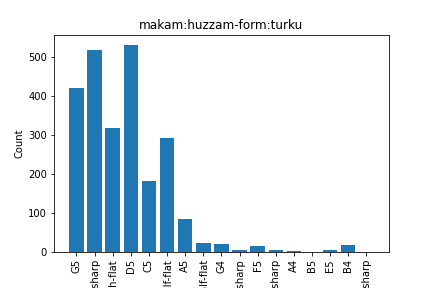 makam:huzzam-form:turku
500
400
300
200
100
0
Count
G5
sharp
h-flat
D5
C5
lf-flat
A5
alf-flat
G4
sharp
F5
sharp
A4
B5
E5
B4
sharp